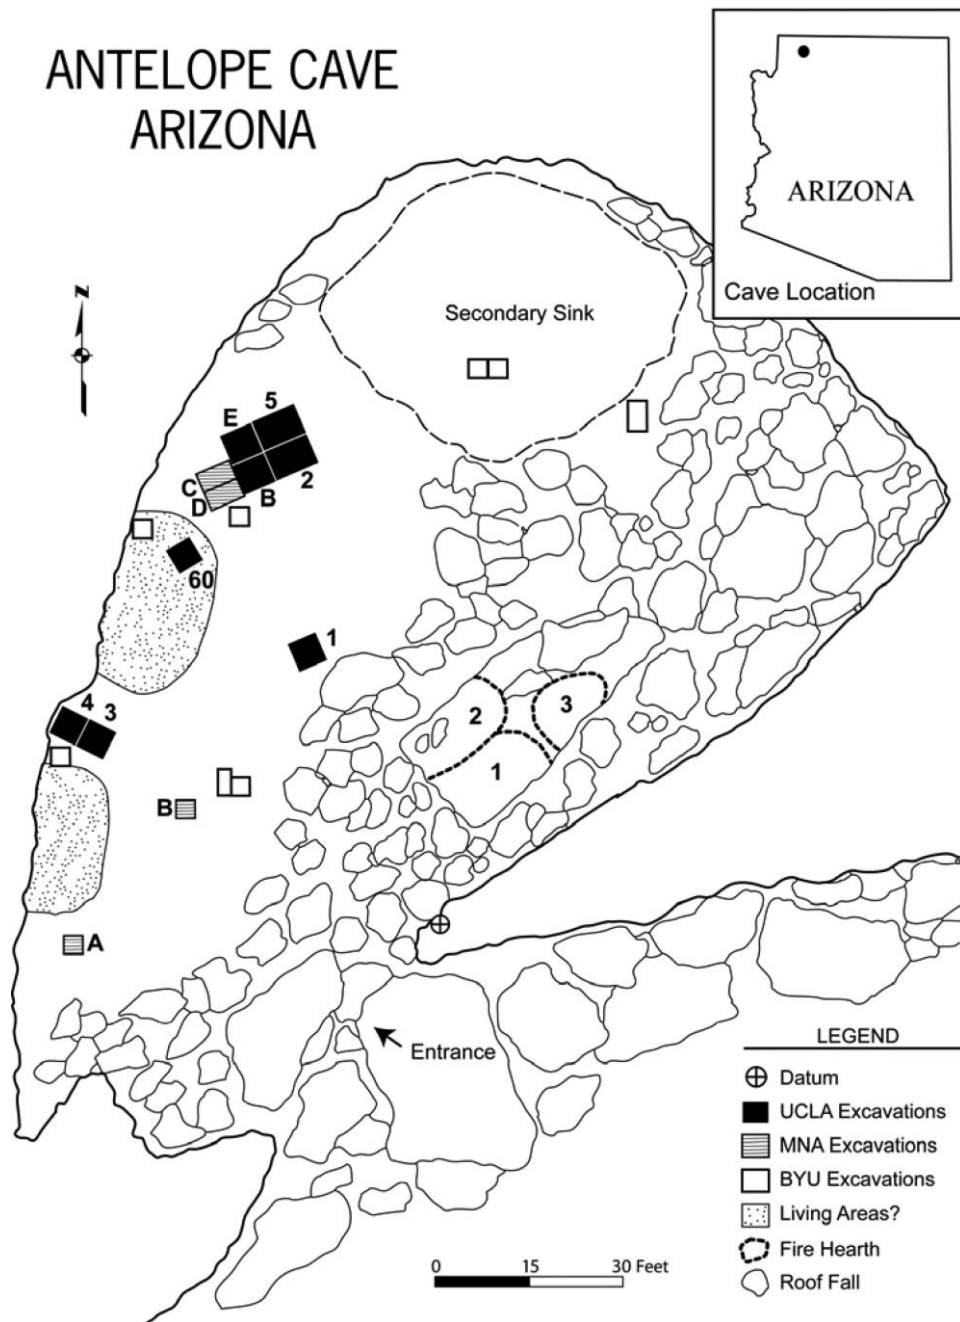 ANTELOPE CAVE
ARIZONA
ARIZONA
Cave Location
N
Secondary Sink
5
E
2
C
B
D
60
1
4
3
2
3
1
B
A
Entrance
LEGEND
Datum
UCLA Excavations
MNA Excavations
BYU Excavations
Living Areas?
Fire Hearth
Roof Fall
0 15 30 Feet